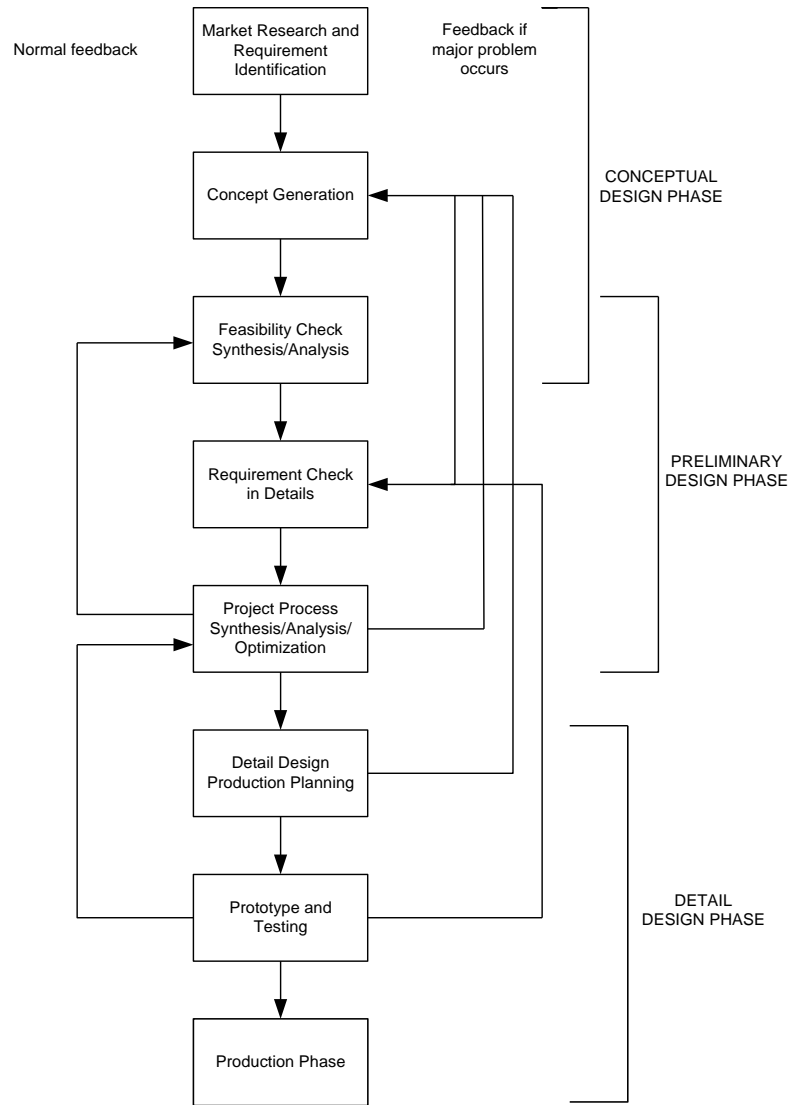 Normal feedback
Market Research and
Requirement
Identification
Feedback if
major problem
occurs
CONCEPTUAL
DESIGN PHASE
Concept Generation
Feasibility Check
Synthesis/Analysis
Requirement Check
in Details
PRELIMINARY
DESIGN PHASE
Project Process
Synthesis/Analysis/
Optimization
Detail Design
Production Planning
Prototype and
Testing
DETAIL
DESIGN PHASE
Production Phase